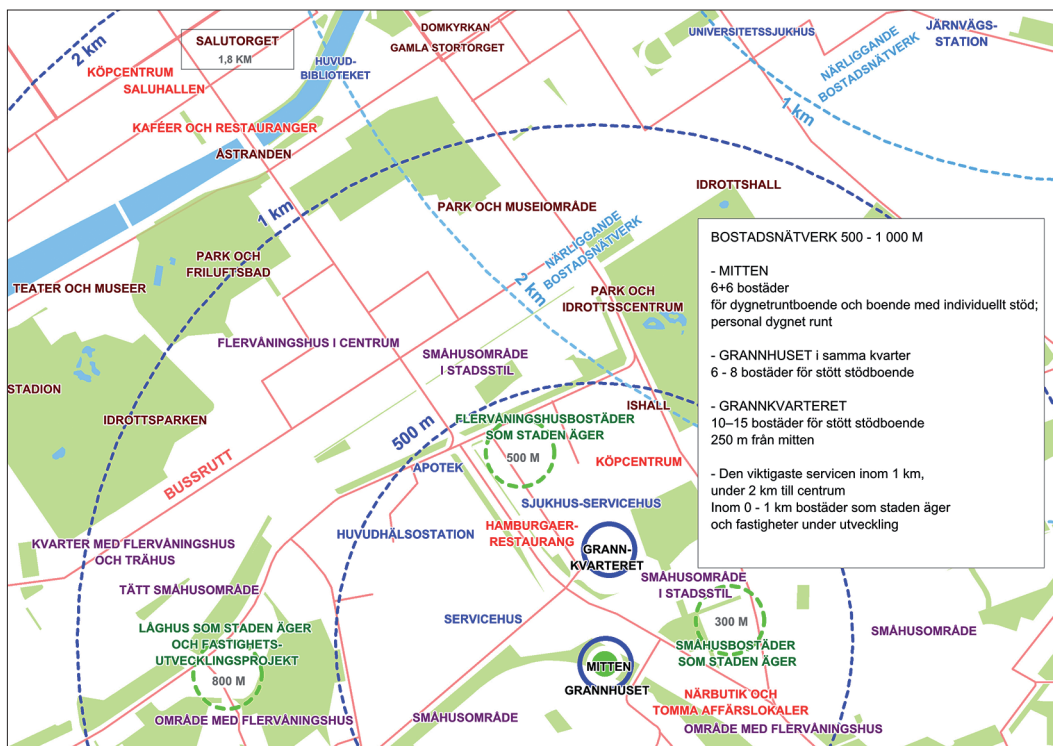 2 km
SALUTORGET
1,8 KM
KÖPCENTRUM
SALUHALLEN
HUVUD-
BIBLIOTEKET
DOMKYRKAN
GAMLA STORTORGET
UNIVERSITETSSJUKHUS
JÄRNVÄGS-
STATION
NÄRLIGGANDE
BOSTADSNÄTVERK
1 km
KAFÉER OCH RESTAURANGER
ÅSTRANDEN
1 km
PARK OCH MUSEIOMRÅDE
IDROTTSHALL
NÄRLIGGANDE
BOSTADSNÄTVERK
2 km
PARK OCH
FRILUFTSBAD
TEATER OCH MUSEER
PARK OCH
IDROTTSCENTRUM
FLERVÅNINGSHUS I CENTRUM
SMÅHUSOMRÅDE
I STADSSTIL
STADION
IDROTTSPARKEN
BUSSRUTT
500 m
ISHALL
FLERVÅNINGSHUSBOSTÄDER
SOM STADEN ÄGER
500 M
APOTEK
KÖPCENTRUM
SJUKHUS-SERVICEHUS
HUVUDHÄLSOSTATION
HAMBURGAER-
RESTAURANG
GRANN-
KVARTERET
KVARTER MED FLERVÅNINGSHUS
OCH TRÄHUS
TÄTT SMÅHUSOMRÅDE
SMÅHUSOMRÅDE
I STADSSTIL
300 M
SERVICEHUS
LÅGHUS SOM STADEN ÄGER
OCH FASTIGHETS-
UTVECKLINGSPROJEKT
800 M
SMÅHUSBOSTÄDER
SOM STADEN ÄGER
SMÅHUSOMRÅDE
MITTEN
GRANNHUSET
NÄRBUTIK OCH
TOMMA AFFÄRSLOKALER
OMRÅDE MED FLERVÅNINGSHUS
SMÅHUSOMRÅDE
OMRÅDE MED FLERVÅNINGSHUS
BOSTADSNÄTVERK 500 - 1 000 M
- MITTEN
6+6 bostäder
för dygnetruntboende och boende med individuellt stöd;
personal dygnet runt
- GRANNHUSET i samma kvarter
6 - 8 bostäder för stött stödboende
- GRANNKVARTERET
10–15 bostäder för stött stödboende
250 m från mitten
- Den viktigaste servicen inom 1 km,
under 2 km till centrum
Inom 0 - 1 km bostäder som staden äger
och fastigheter under utveckling